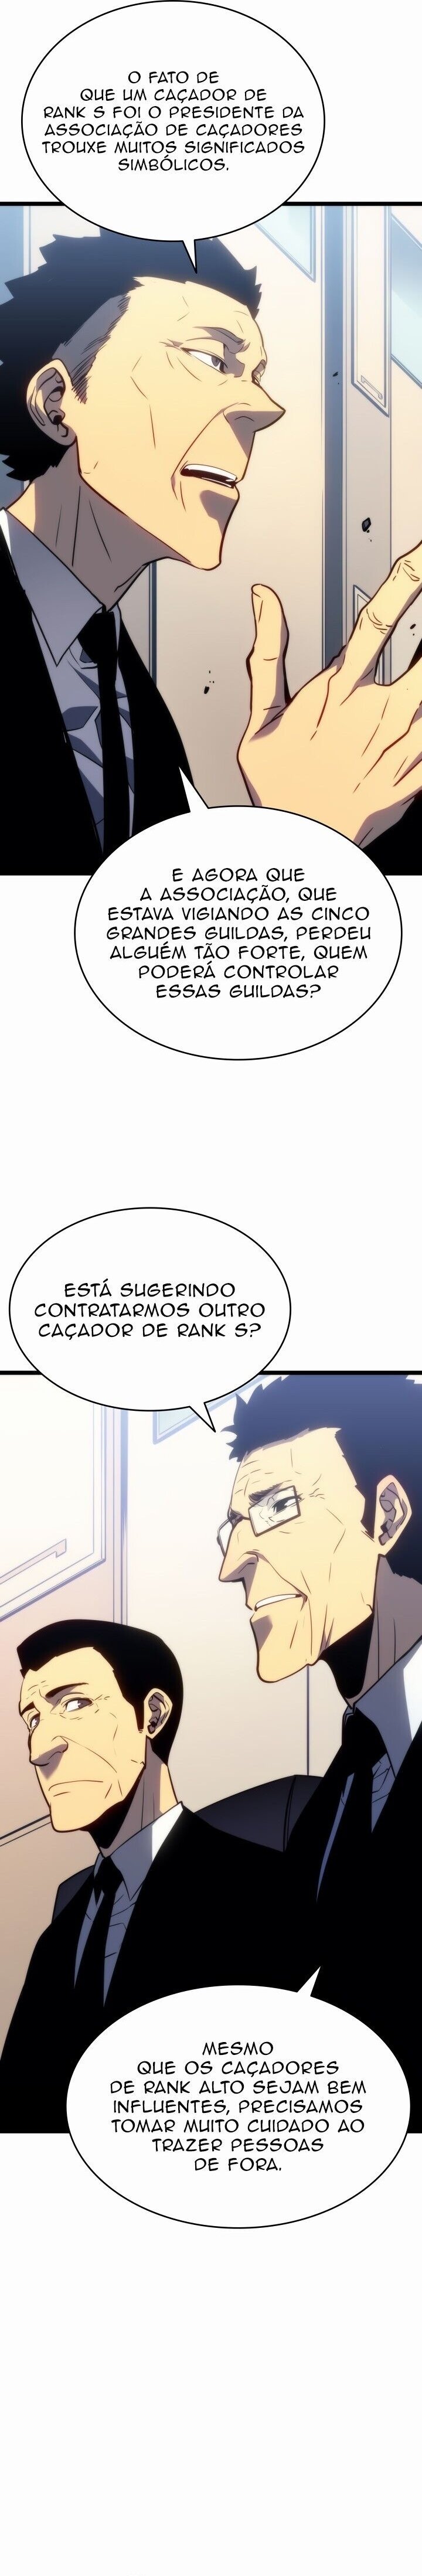 O FATO DE
QUE UM CAÇADOR DE
RANK S FOI O PRESIDENTE DA
ASSOCIAÇÃO DE CAÇADORES
TROUXE MUITOS SIGNIFICADOS
SIMBÓLICOS.
E AGORA QUE
A ASSOCIAÇÃO, QUE
ESTAVA VIGIANDO AS CINCO
GRANDES GUILDAS, PERDEU
ALGUÉM TÃO FORTE, QUEM
PODERÁ CONTROLAR
ESSAS GUILDAS?
ESTÁ SUGERINDO
CONTRATARMOS OUTRO
CAÇADOR DE RANK S?
MESMO
QUE OS CAÇADORES
DE RANK ALTO SEJAM BEM
INFLUENTES, PRECISAMOS
TOMAR MUITO CUIDADO AO
TRAZER PESSOAS
DE FORA.